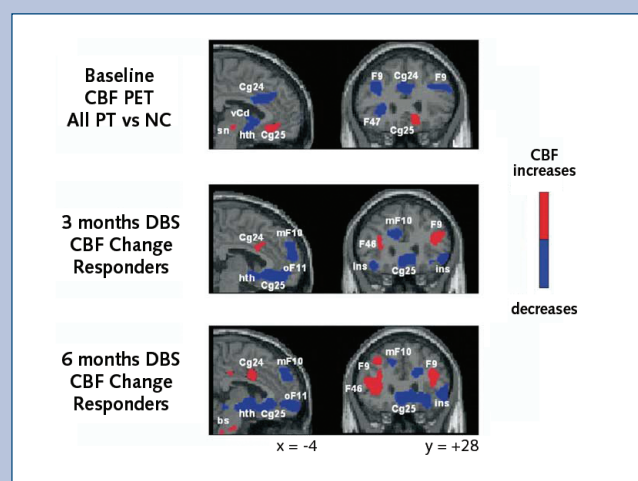 Baseline
CBF PET
All PT vs NC
Cg24
vCd
sn
hth
Cg25
F9
Cg24
F9
F47
Cg25
CBF
increases
decreases
3 months DBS
CBF Change
Responders
mF10
Cg24
oF11
hth
Cg25
mF10
F9
F46
ins
Cg25
ins
6 months DBS
CBF Change
Responders
Cg24
mF10
oF11
hth
Cg25
bs
mF10
F9
F9
F46
Cg25
ins
x = -4
y = +28